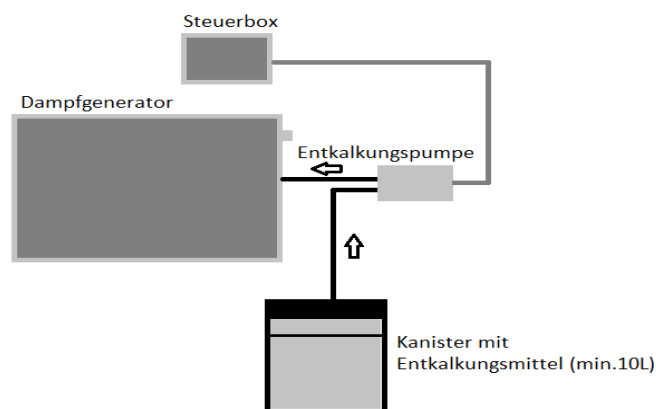 Steuerbox
Dampfgenerator
Entkalkungspumpe
Kanister mit
Entkalkungsmittel (min.10L)